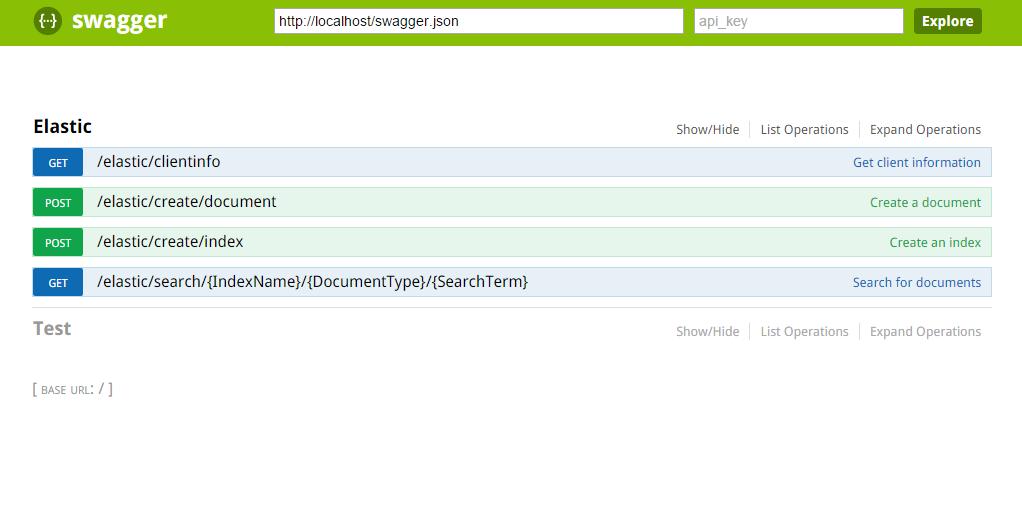 {··} swagger http://localhost/swagger.json api_key Explore
Elastic Show/Hide List Operations Expand Operations
GET /elastic/clientinfo Get client information
POST /elastic/create/document Create a document
POST /elastic/create/index Create an index
GET /elastic/search/{IndexName}/{DocumentType}/{SearchTerm} Search for documents
Test Show/Hide List Operations Expand Operations
[ BASE URL: / ]